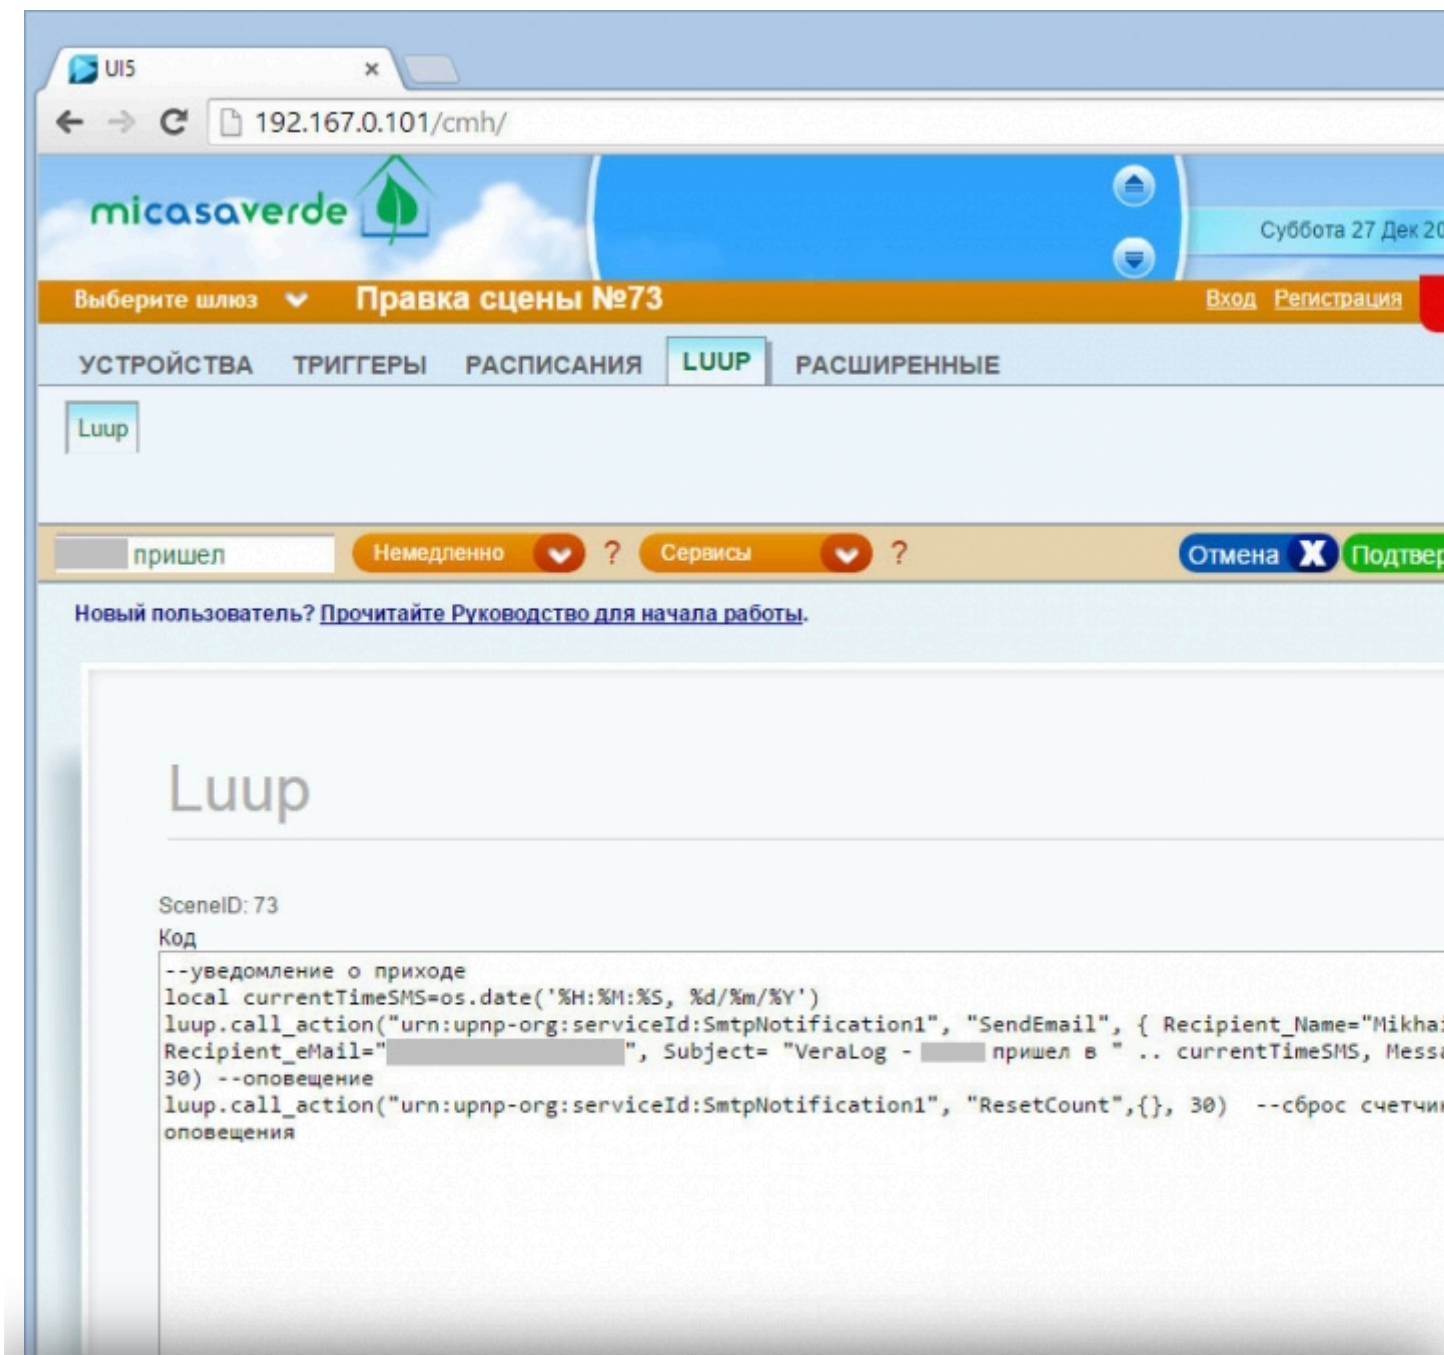 UI5
192.167.0.101/cmh/
micasaverde
Суббота 27 Дек 20
Выберите шлюз Правка сцены №73 Вход Регистрация
УСТРОЙСТВА ТРИГГЕРЫ РАСПИСАНИЯ LUUP РАСШИРЕННЫЕ
Luup
пришел Немедленно ? Сервисы ? Отмена X Подтвер
Новый пользователь? Прочитайте Руководство для начала работы.
Luup
SceneID: 73
Код
--уведомление о приходе
local currentTimeSMS=os.date('%H:%M:%S, %d/%m/%Y')
luup.call_action("urn:upnp-org:serviceId:SmtpNotification1", "SendEmail", { Recipient_Name="Mikhai
Recipient_eMail="", Subject= "VeraLog - пришел в " .. currentTimeSMS, Messa
30) --оповещение
luup.call_action("urn:upnp-org:serviceId:SmtpNotification1", "ResetCount",{}, 30) --сброс счетчик
оповещения